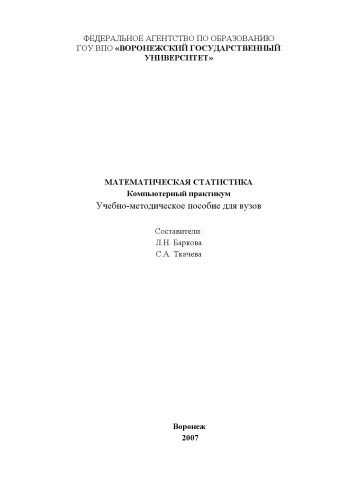 ФЕДЕРАЛЬНОЕ АГЕНТСТВО ПО ОБРАЗОВАНИЮ
ГОУ ВПО «ВОРОНЕЖСКИЙ ГОСУДАРСТВЕННЫЙ
УНИВЕРСИТЕТ»
МАТЕМАТИЧЕСКАЯ СТАТИСТИКА
Компьютерный практикум
Учебно-методическое пособие для вузов
Составители:
Л.Н. Баркова
С.А. Ткачева
Воронеж
2007